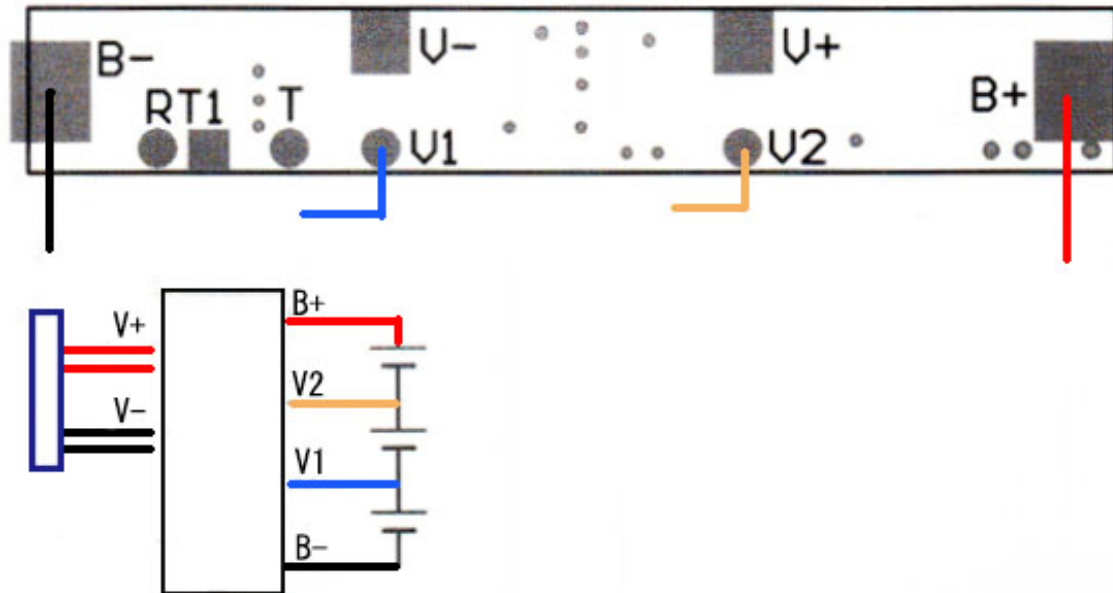 B- V- V+ B+
RT1 T V1 V2
B+
V+
V2
V-
V1
B-